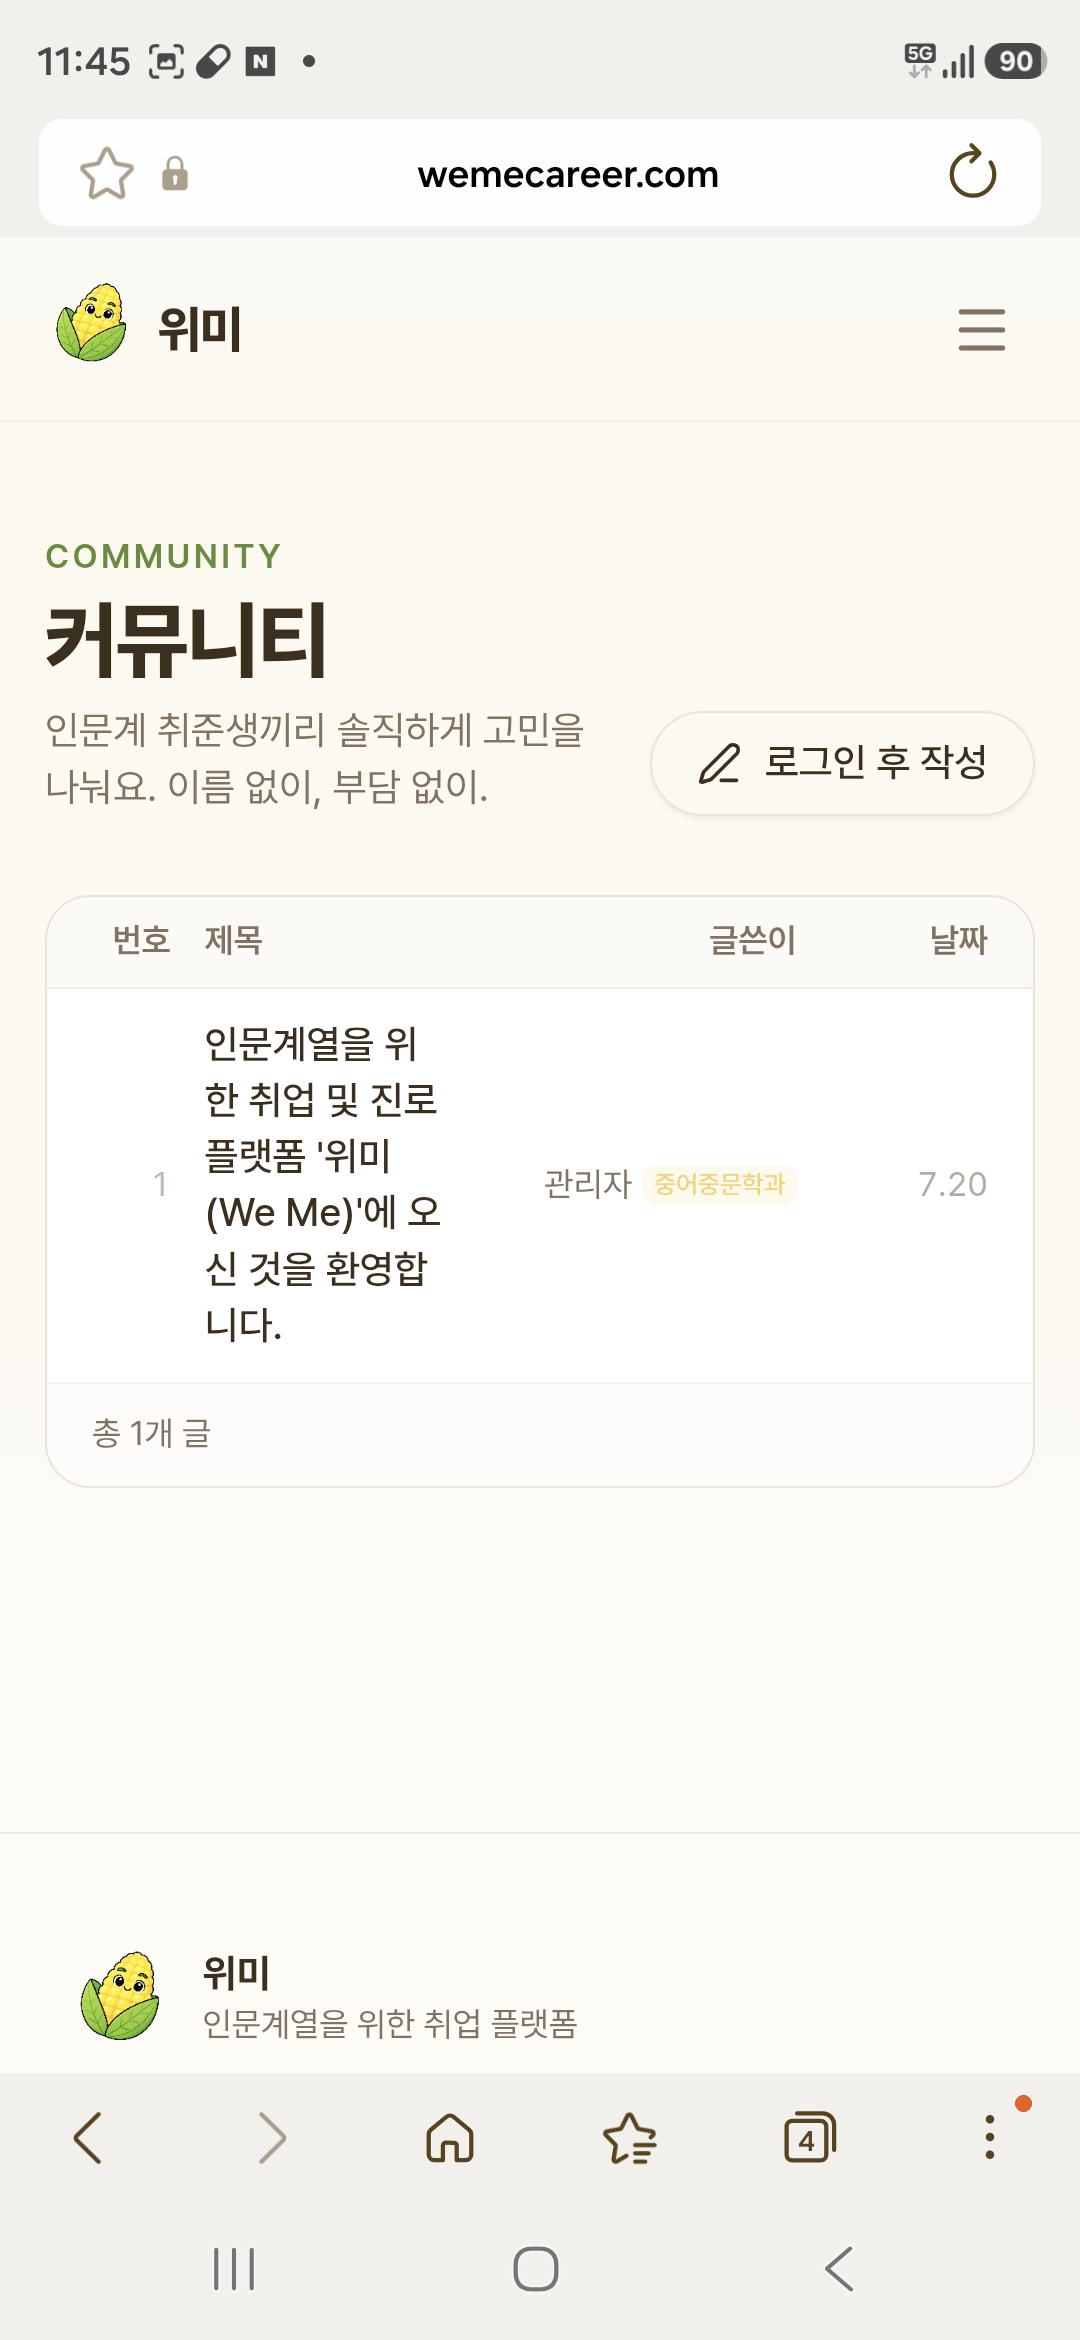 11:45
N
5G
90
wemecareer.com
위미
COMMUNITY
커뮤니티
인문계 취준생끼리 솔직하게 고민을
나눠요. 이름 없이, 부담 없이.
로그인 후 작성
번호 제목 글쓴이 날짜
인문계열을 위
한 취업 및 진로
플랫폼 '위미
(We Me)'에 오
신 것을 환영합
니다.
1 관리자 중어중문학과 7.20
총 1개 글
위미
인문계열을 위한 취업 플랫폼
4